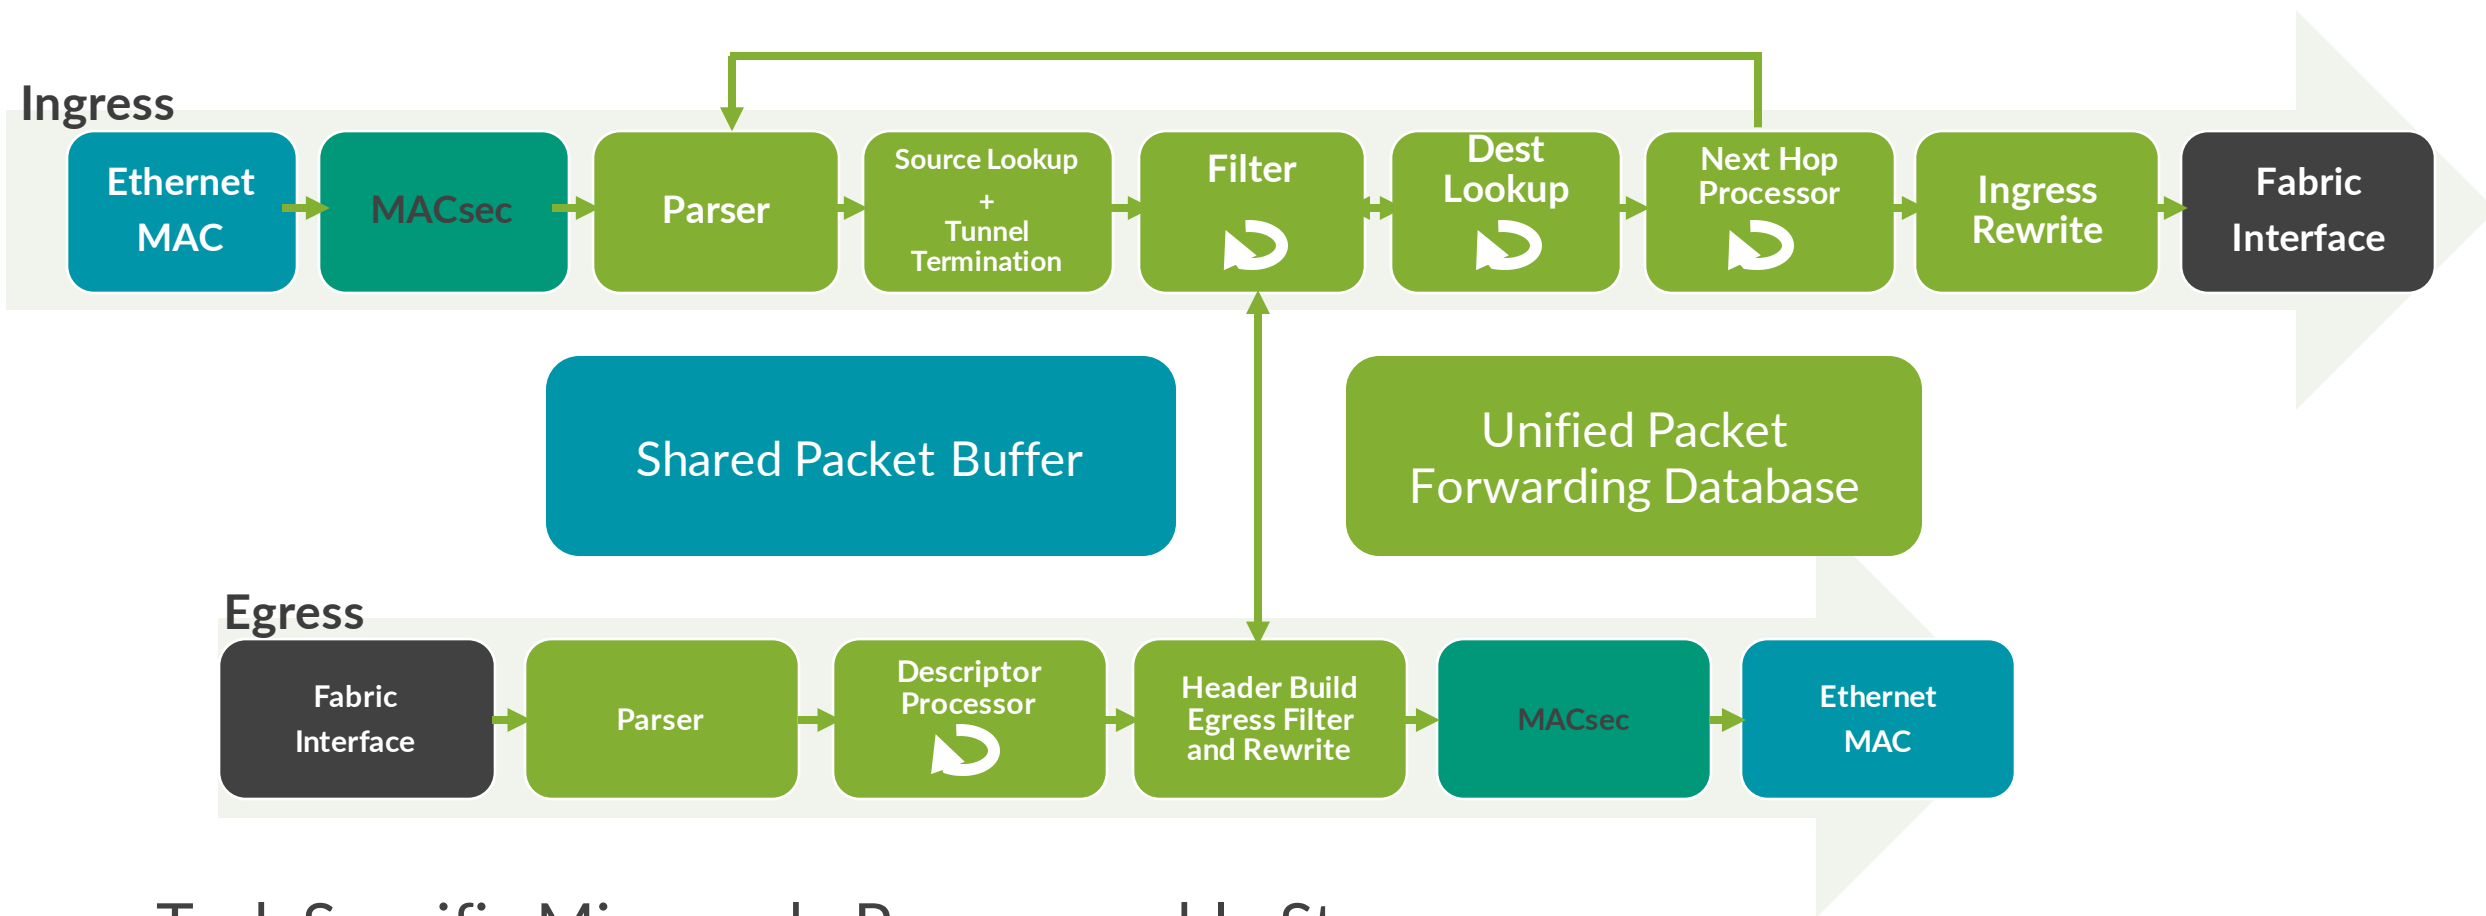 Ingress
Ethernet
MAC
MACsec
Parser
Source Lookup
+
Tunnel
Termination
Filter
Dest
Lookup
Next Hop
Processor
Ingress
Rewrite
Fabric
Interface
Shared Packet Buffer
Unified Packet
Forwarding Database
Egress
Fabric
Interface
Parser
Descriptor
Processor
Header Build
Egress Filter
and Rewrite
MACsec
Ethernet
MAC